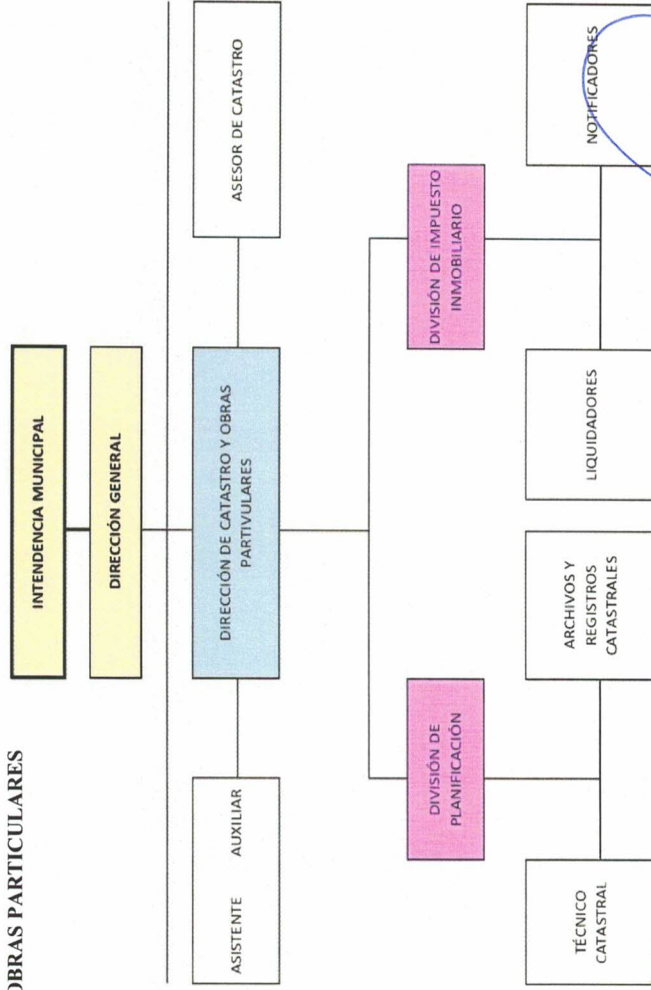 OBRAS PARTICULARES
INTENDENCIA MUNICIPAL
DIRECCIÓN GENERAL
ASISTENTE AUXILIAR
DIRECCIÓN DE CATASTRO Y OBRAS
PARTIVULARES
ASESOR DE CATASTRO
DIVISIÓN DE
PLANIFICACIÓN
DIVISIÓN DE IMPUESTO
INMOBILIARIO
TÉCNICO
CATASTRAL
ARCHIVOS Y
REGISTROS
CATASTRALES
LIQUIDADORES
NOTIFICADORES